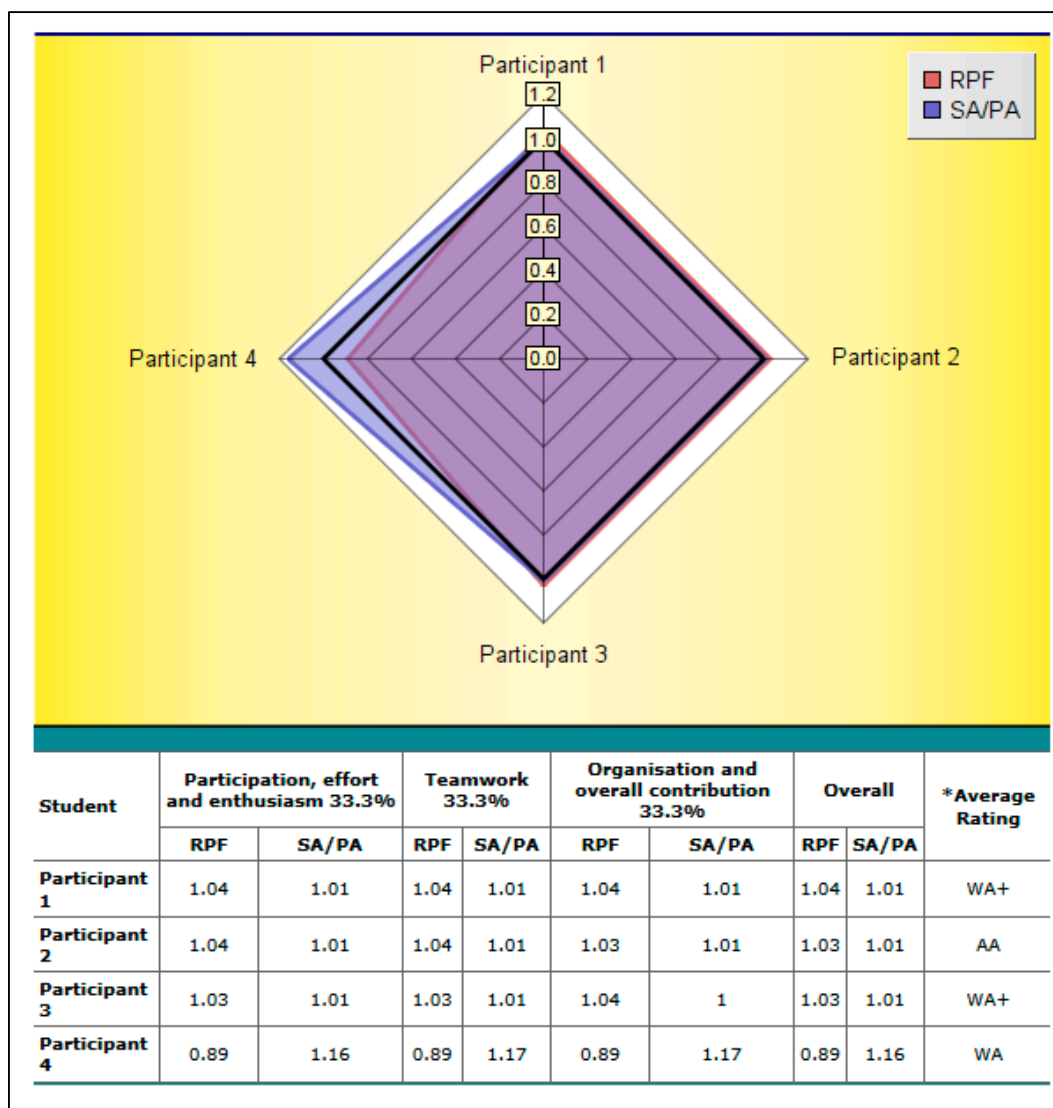 Participant 1
RPF
SA/PA
1.2
1.0
0.8
0.6
0.4
0.2
0.0
Participant 4
Participant 2
Participant 3
Student
Participation, effort
and enthusiasm 33.3%
Teamwork
33.3%
Organisation and
overall contribution
33.3%
Overall
*Average
Rating
RPF SA/PA RPF SA/PA RPF SA/PA RPF SA/PA
Participant
1
1.04 1.01 1.04 1.01 1.04 1.01 1.04 1.01 WA+
Participant
2
1.04 1.01 1.04 1.01 1.03 1.01 1.03 1.01 AA
Participant
3
1.03 1.01 1.03 1.01 1.04 1 1.03 1.01 WA+
Participant
4
0.89 1.16 0.89 1.17 0.89 1.17 0.89 1.16 WA